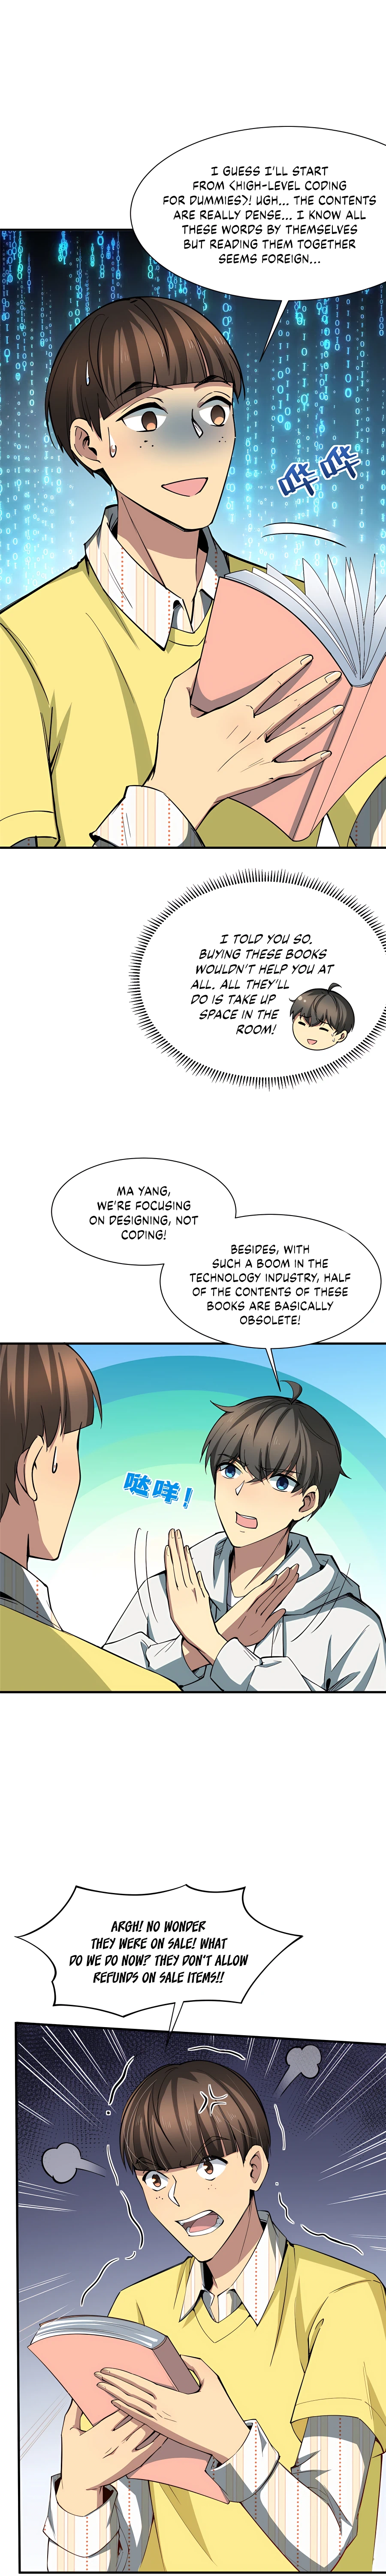 I GUESS I'LL START
FROM <HIGH-LEVEL CODING
FOR DUMMIES>! UGH... THE CONTENTS
ARE REALLY DENSE... I KNOW ALL
THESE WORDS BY THEMSELVES
BUT READING THEM TOGETHER
SEEMS FOREIGN...
哗哗
I TOLD YOU SO.
BUYING THESE BOOKS
WOULDN'T HELP YOU AT
ALL. ALL THEY'LL
DO IS TAKE UP
SPACE IN THE
ROOM!
MA YANG,
WE'RE FOCUSING
ON DESIGNING, NOT
CODING!
BESIDES, WITH
SUCH A BOOM IN THE
TECHNOLOGY INDUSTRY, HALF
OF THE CONTENTS OF THESE
BOOKS ARE BASICALLY
OBSOLETE!
哒咩!
ARGH! NO WONDER
THEY WERE ON SALE! WHAT
DO WE DO NOW? THEY DON'T ALLOW
REFUNDS ON SALE ITEMS!!